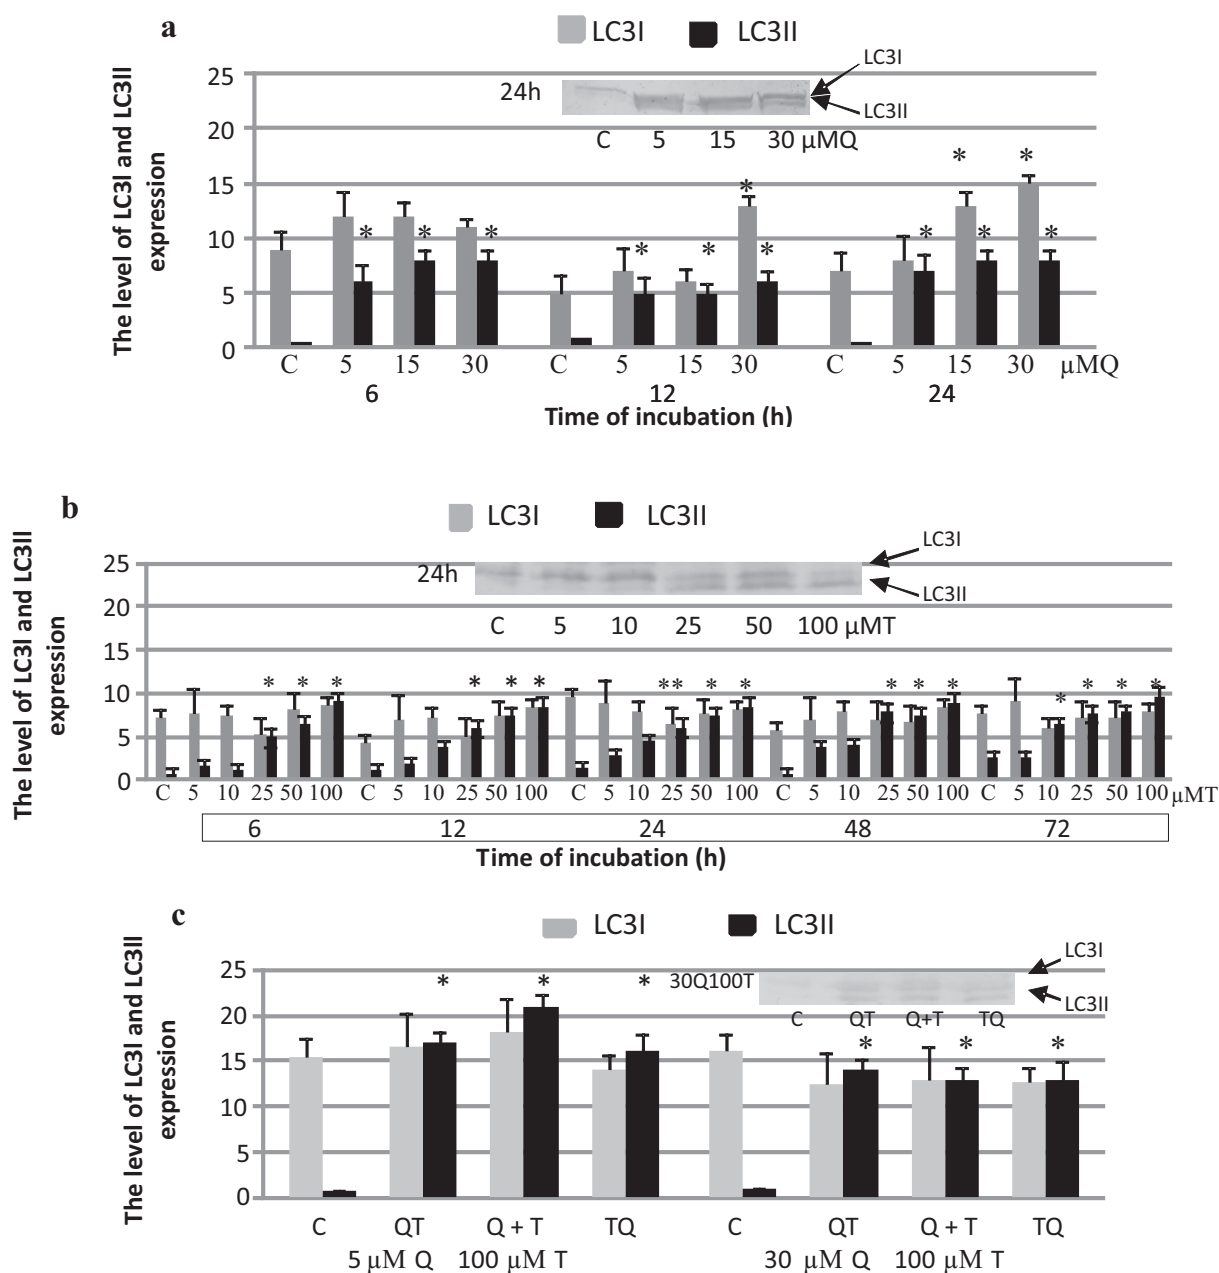 a
LC3I LC3II
The level of LC3I and LC3II
expression
25
20
15
10
5
0
24h
LC3I
LC3II
C 5 15 30 μMQ
* * * * * * * * * * * * *
C 5 15 30 C 5 15 30 C 5 15 30 μMQ
6 12 24
Time of incubation (h)
b
LC3I LC3II
The level of LC3I and LC3II
expression
25
20
15
10
5
0
24h
LC3I
LC3II
C 5 10 25 50 100 μMT
* * * * * * ** * * * * * * * * *
C 5 10 25 50 100 C 5 10 25 50 100 C 5 10 25 50 100 C 5 10 25 50 100 C 5 10 25 50 100 μMT
6 12 24 48 72
Time of incubation (h)
c
LC3I LC3II
The level of LC3I and LC3II
expression
25
20
15
10
5
0
30Q100T
LC3I
LC3II
C QT Q+T TQ
* * * * * *
C QT Q + T TQ C QT Q + T TQ
5 μM Q 100 μM T 30 μM Q 100 μM T